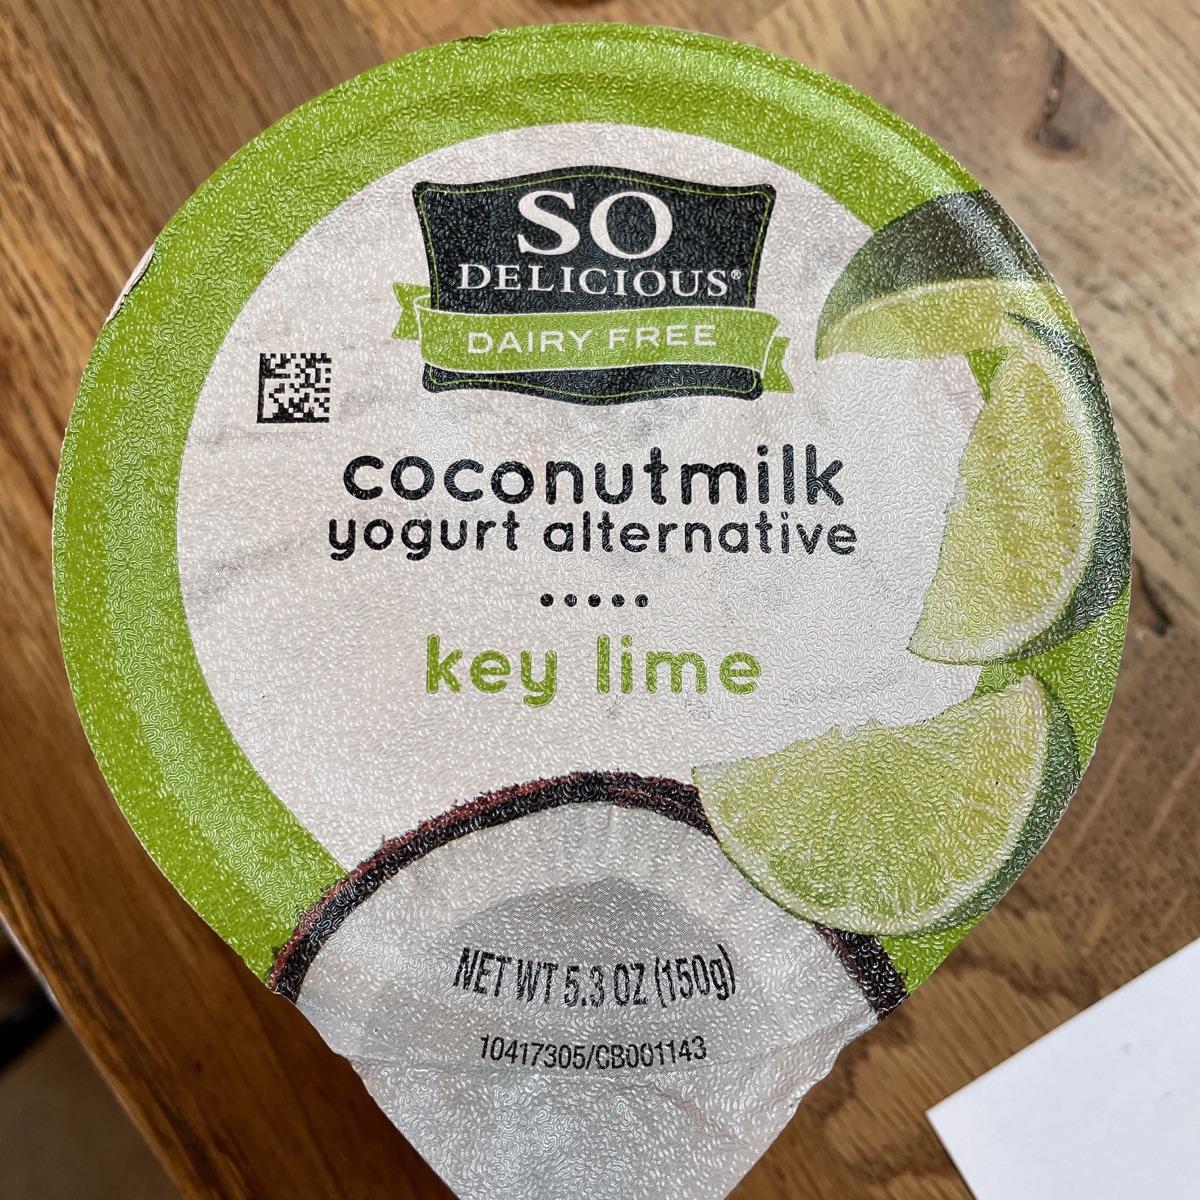 SO
DELICIOUS®
DAIRY FREE
coconutmilk
yogurt alternative
key lime
NET WT 5.3 OZ (150g)
10417305/CB001143